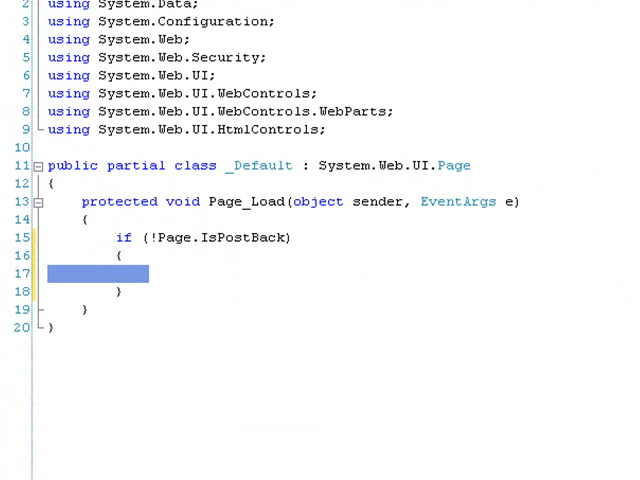 2 using System.Data;
3 using System.Configuration;
4 using System.Web;
5 using System.Web.Security;
6 using System.Web.UI;
7 using System.Web.UI.WebControls;
8 using System.Web.UI.WebControls.WebParts;
9 using System.Web.UI.HtmlControls;
10
11 public partial class _Default : System.Web.UI.Page
12 {
13     protected void Page_Load(object sender, EventArgs e)
14     {
15         if (!Page.IsPostBack)
16         {
17
18         }
19     }
20 }